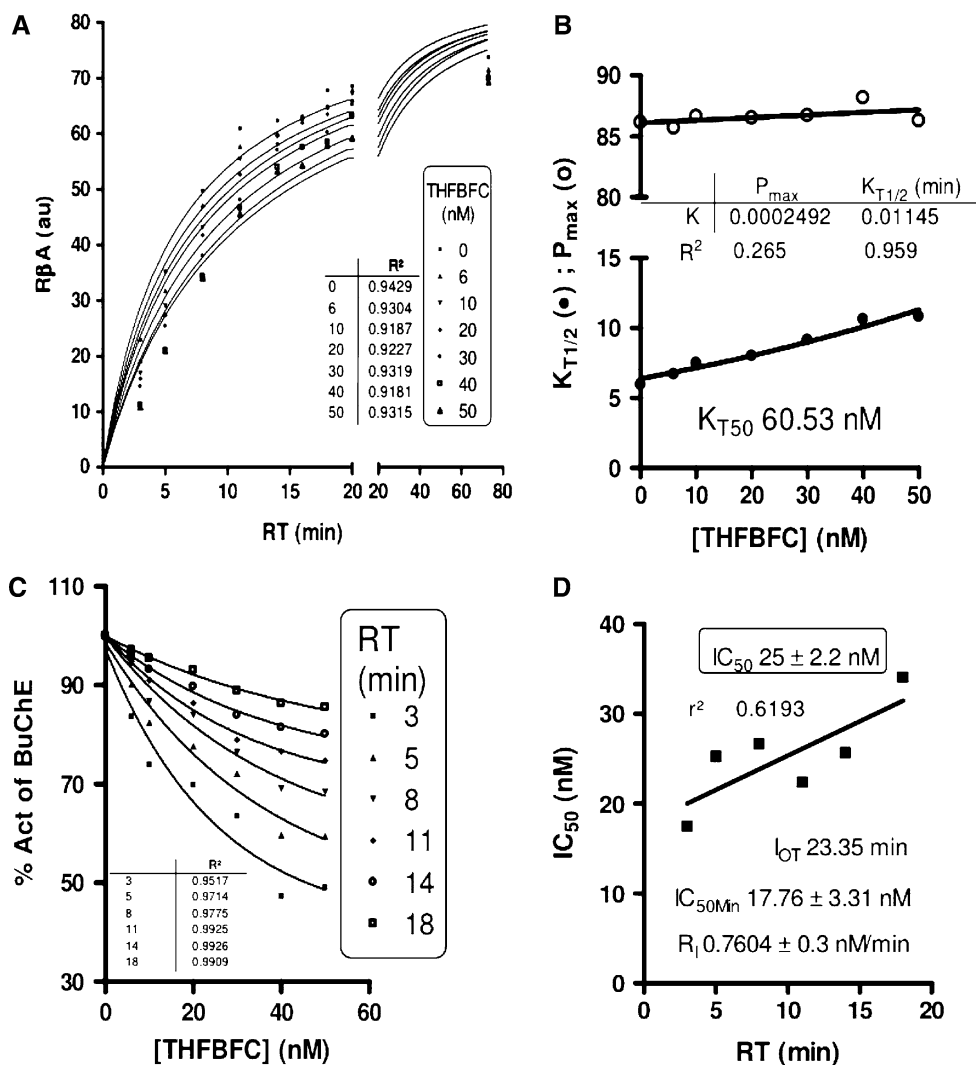 A
80
70
60
50
40
30
20
10
0
RβA (au)
0 5 10 15 20 20 40 60 80
RT (min)
R²
0 0.9429
6 0.9304
10 0.9187
20 0.9227
30 0.9319
40 0.9181
50 0.9315
THFBFC
(nM)
0
6
10
20
30
40
50
B
90
85
80
15
10
5
0
K_T1/2 (●) ; P_max (o)
P_max K_T1/2 (min)
K 0.0002492 0.01145
R² 0.265 0.959
K_T50 60.53 nM
0 10 20 30 40 50
[THFBFC] (nM)
C
110
90
70
50
30
% Act of BuChE
R²
3 0.9517
5 0.9714
8 0.9775
11 0.9925
14 0.9926
18 0.9909
0 20 40 60
[THFBFC] (nM)
RT
(min)
3
5
8
11
14
18
D
40
30
20
10
0
IC₅₀ (nM)
IC₅₀ 25 ± 2.2 nM
r² 0.6193
I_OT 23.35 min
IC_50Min 17.76 ± 3.31 nM
R_I 0.7604 ± 0.3 nM/min
0 5 10 15 20
RT (min)